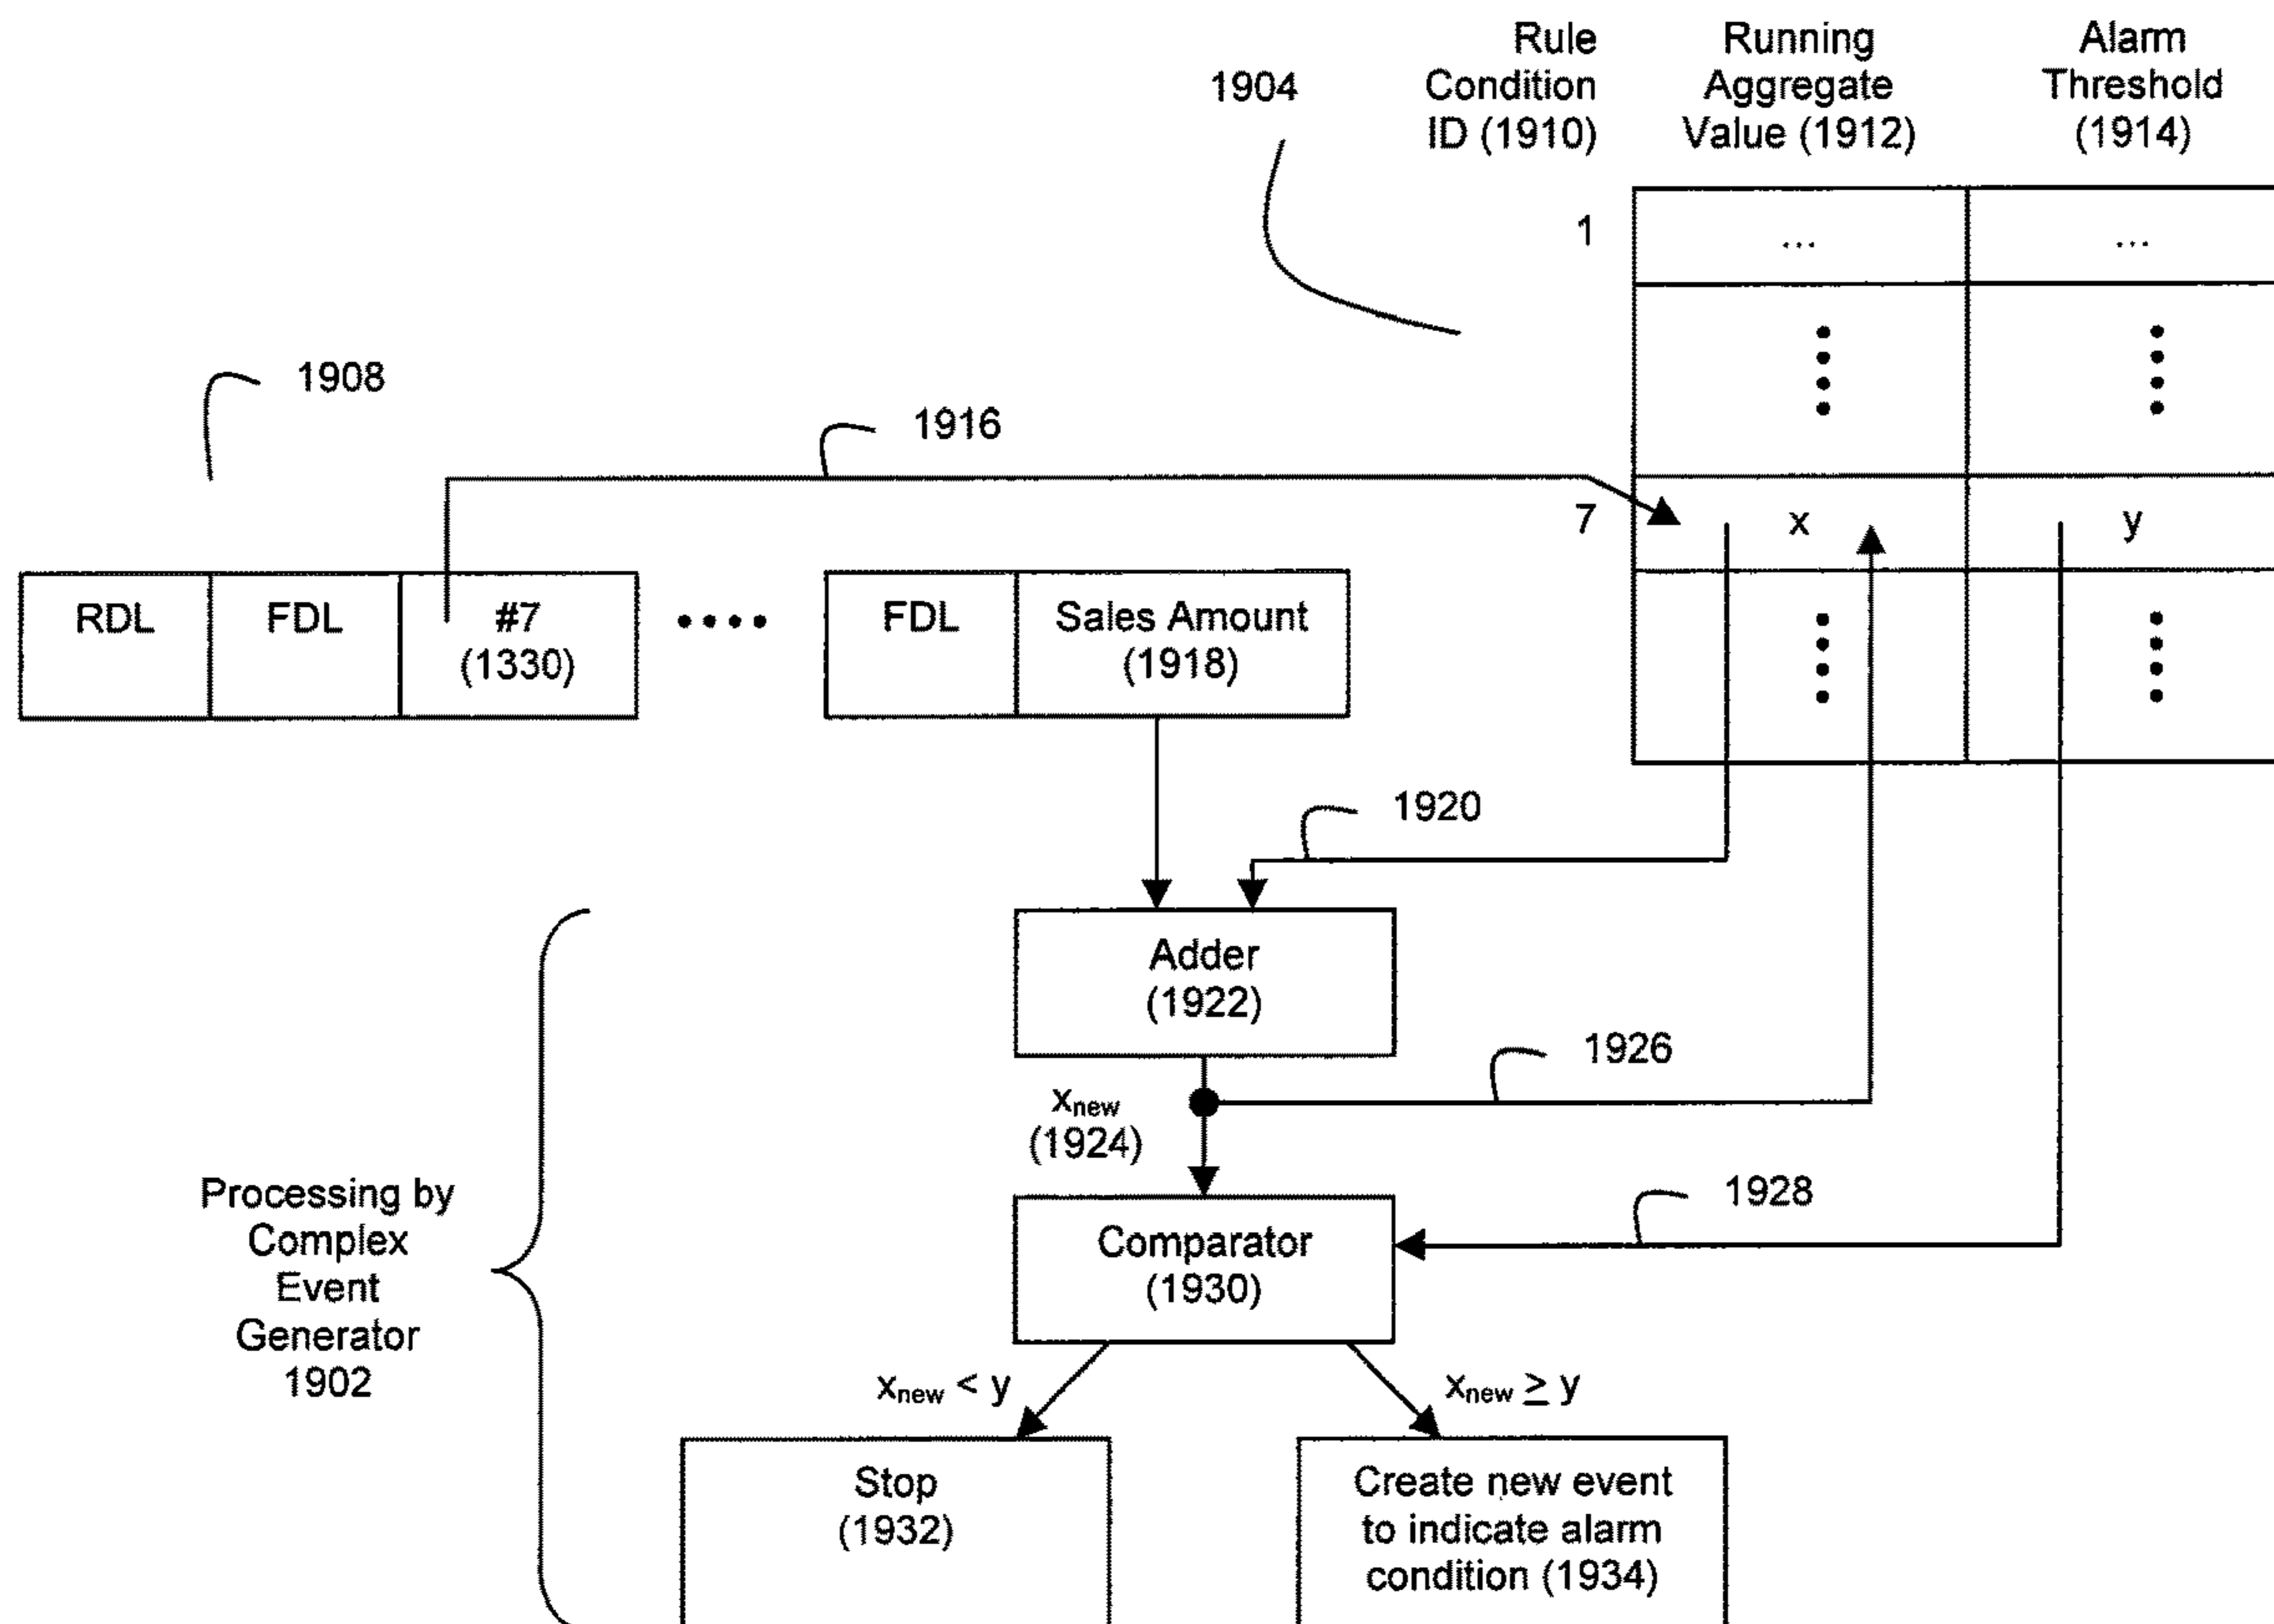 1904
Rule
Condition
ID (1910)
Running
Aggregate
Value (1912)
Alarm
Threshold
(1914)
1
...
...
1908
1916
7
x
y
RDL
FDL
#7
(1330)
FDL
Sales Amount
(1918)
1920
Adder
(1922)
1926
xnew
(1924)
1928
Comparator
(1930)
Processing by
Complex
Event
Generator
1902
xnew < y
xnew ≥ y
Stop
(1932)
Create new event
to indicate alarm
condition (1934)